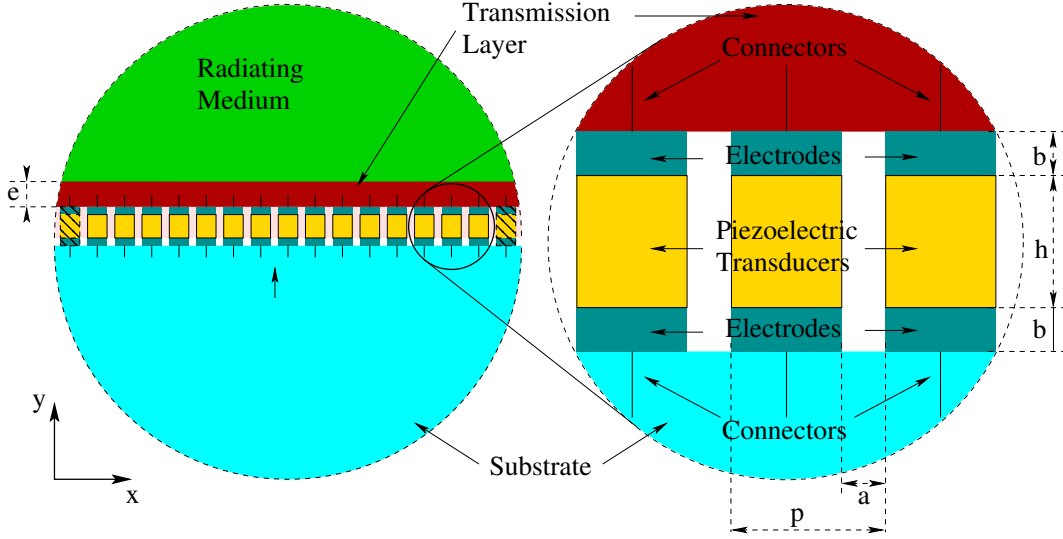 Transmission
Layer
Radiating
Medium
Connectors
e
Electrodes
b
Piezoelectric
Transducers
h
Electrodes
b
y
x
Connectors
Substrate
a
p